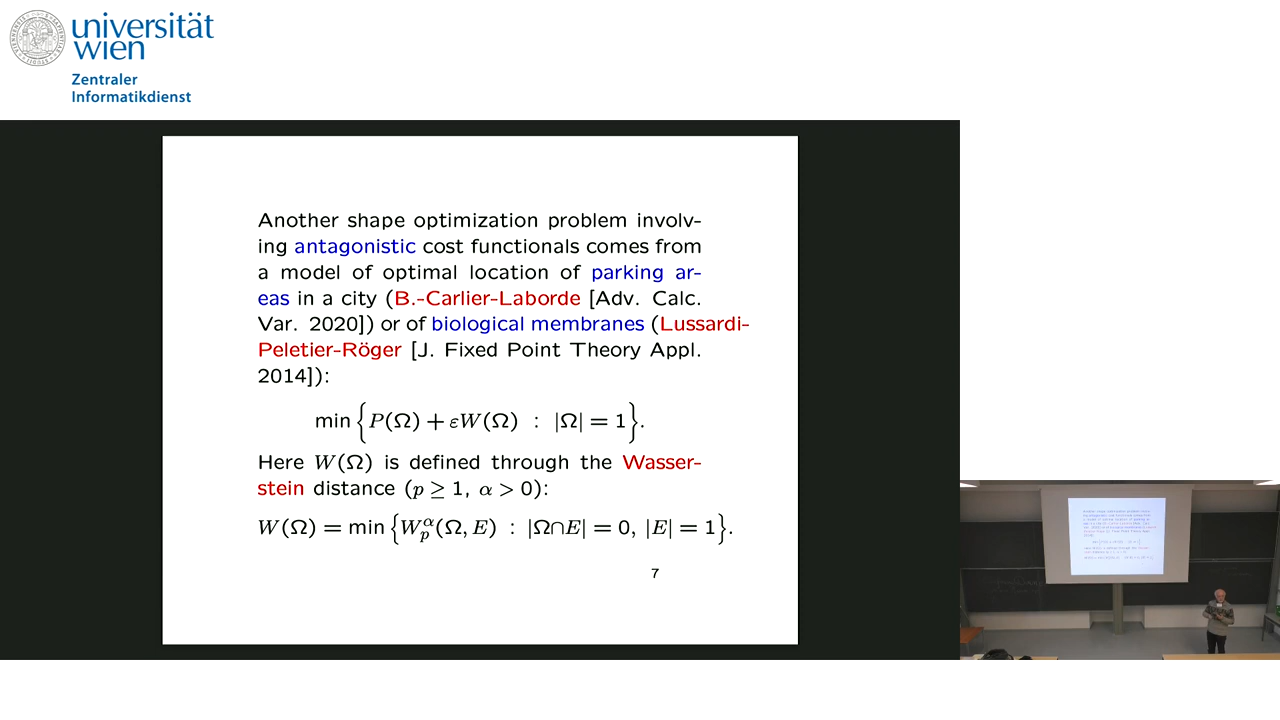 universität
wien
Zentraler
Informatikdienst
Another shape optimization problem involv-
ing antagonistic cost functionals comes from
a model of optimal location of parking ar-
eas in a city (B.-Carlier-Laborde [Adv. Calc.
Var. 2020]) or of biological membranes (Lussardi-
Peletier-Röger [J. Fixed Point Theory Appl.
2014]):
min{P(Ω) + εW(Ω) : |Ω| = 1}.
Here W(Ω) is defined through the Wasser-
stein distance (p ≥ 1, α > 0):
W(Ω) = min{W_p^α(Ω, E) : |Ω∩E| = 0, |E| = 1}.
7